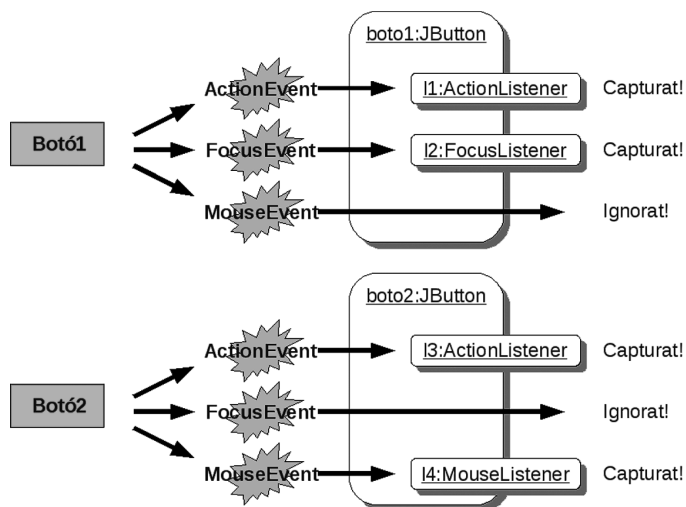 boto1:JButton
ActionEvent l1:ActionListener Capturat!
Botó1 FocusEvent l2:FocusListener Capturat!
MouseEvent Ignorat!
boto2:JButton
ActionEvent l3:ActionListener Capturat!
Botó2 FocusEvent Ignorat!
MouseEvent l4:MouseListener Capturat!